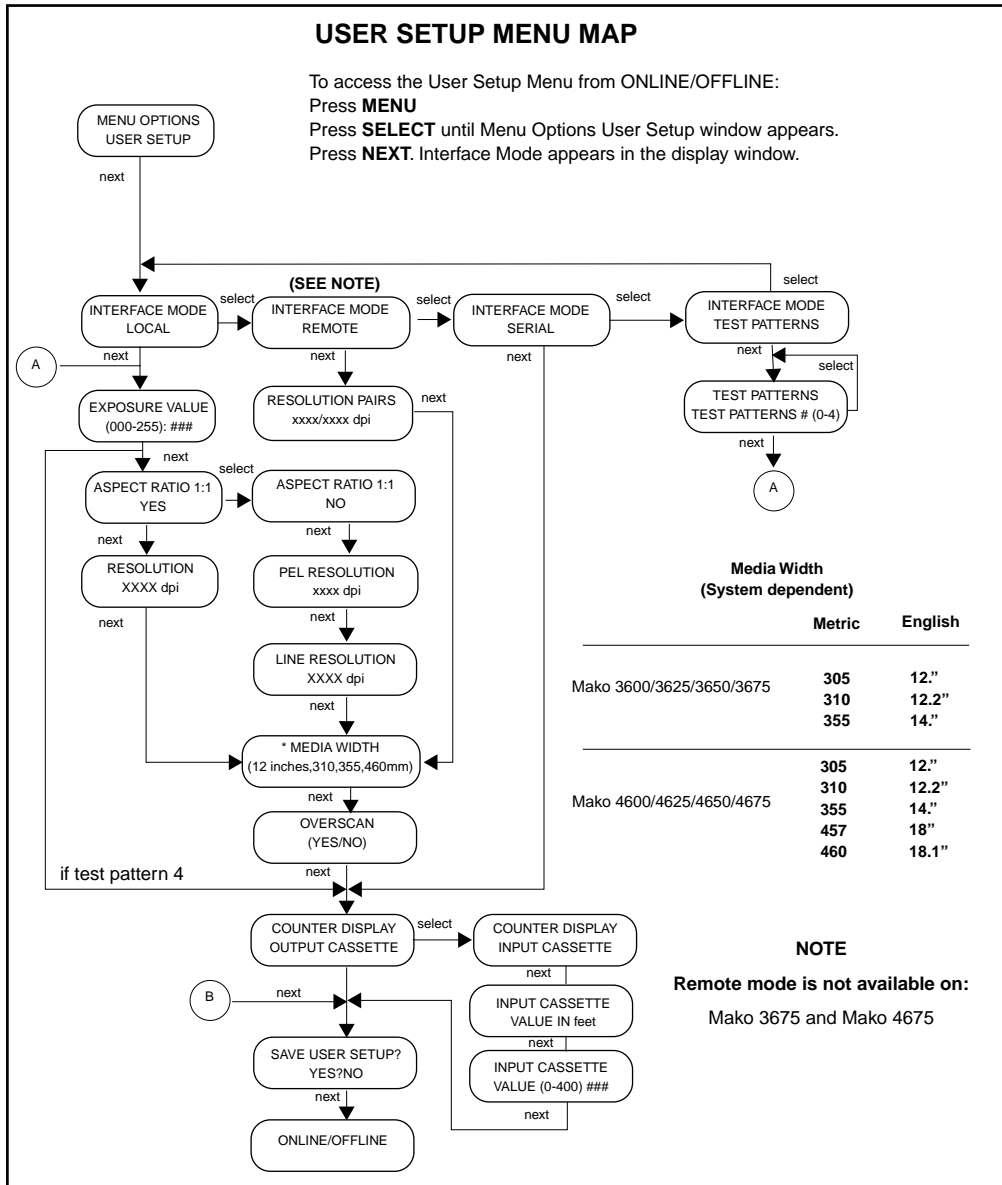 USER SETUP MENU MAP
To access the User Setup Menu from ONLINE/OFFLINE:
Press MENU
Press SELECT until Menu Options User Setup window appears.
Press NEXT. Interface Mode appears in the display window.
MENU OPTIONS
USER SETUP
next
select
(SEE NOTE)
INTERFACE MODE
LOCAL
select
INTERFACE MODE
REMOTE
select
INTERFACE MODE
SERIAL
select
INTERFACE MODE
TEST PATTERNS
next
next
next
next
A
select
EXPOSURE VALUE
(000-255): ###
RESOLUTION PAIRS
xxxx/xxxx dpi
next
TEST PATTERNS
TEST PATTERNS # (0-4)
next
next
A
select
ASPECT RATIO 1:1
YES
ASPECT RATIO 1:1
NO
next
next
RESOLUTION
XXXX dpi
PEL RESOLUTION
xxxx dpi
next
next
LINE RESOLUTION
XXXX dpi
next
* MEDIA WIDTH
(12 inches,310,355,460mm)
next
OVERSCAN
(YES/NO)
next
if test pattern 4
Media Width
(System dependent)
Metric English
Mako 3600/3625/3650/3675
305 12.”
310 12.2”
355 14.”
Mako 4600/4625/4650/4675
305 12.”
310 12.2”
355 14.”
457 18”
460 18.1”
COUNTER DISPLAY
OUTPUT CASSETTE
select
COUNTER DISPLAY
INPUT CASSETTE
next
B
next
INPUT CASSETTE
VALUE IN feet
next
SAVE USER SETUP?
YES?NO
INPUT CASSETTE
VALUE (0-400) ###
next
next
ONLINE/OFFLINE
NOTE
Remote mode is not available on:
Mako 3675 and Mako 4675